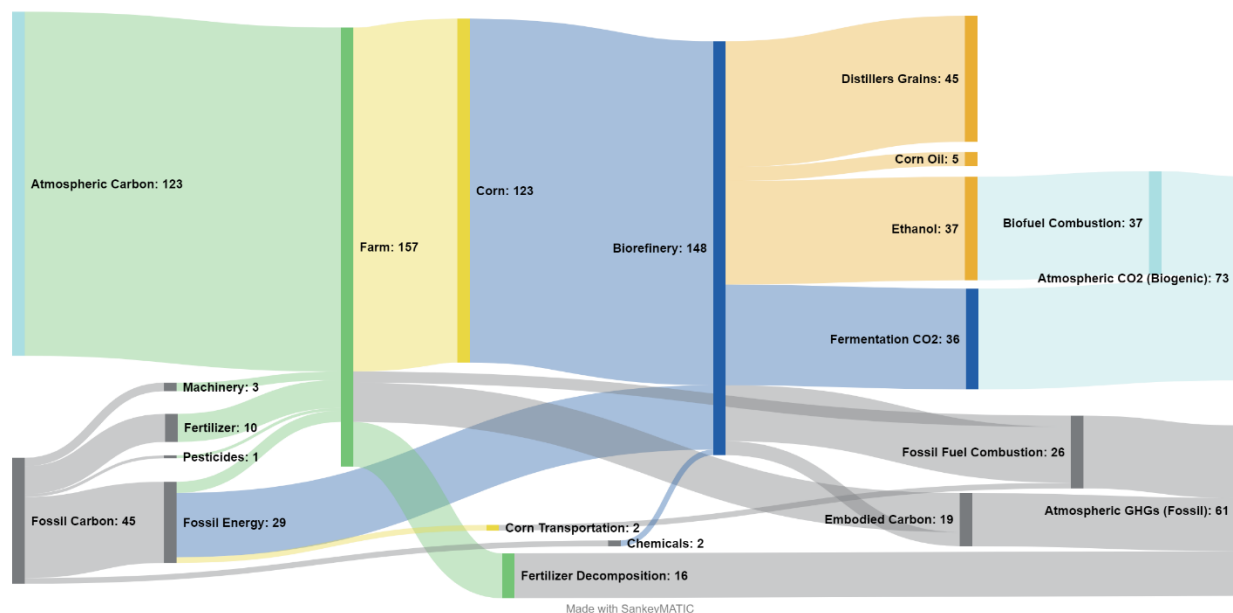 Distillers Grains: 45
Corn Oil: 5
Atmospheric Carbon: 123
Corn: 123
Ethanol: 37
Biofuel Combustion: 37
Farm: 157
Biorefinery: 148
Atmospheric CO2 (Biogenic): 73
Fermentation CO2: 36
Machinery: 3
Fertilizer: 10
Pesticides: 1
Fossil Fuel Combustion: 26
Fossil Carbon: 45
Fossil Energy: 29
Corn Transportation: 2
Embodied Carbon: 19
Atmospheric GHGs (Fossil): 61
Chemicals: 2
Fertilizer Decomposition: 16
Made with SankeyMATIC